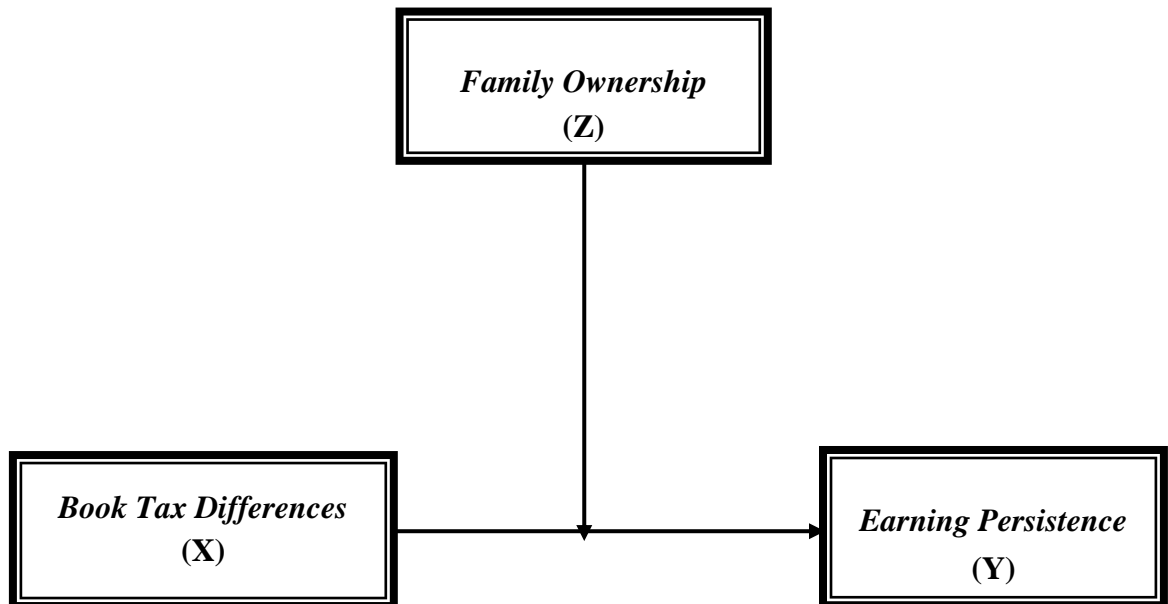 Family Ownership
(Z)
Book Tax Differences
(X)
Earning Persistence
(Y)